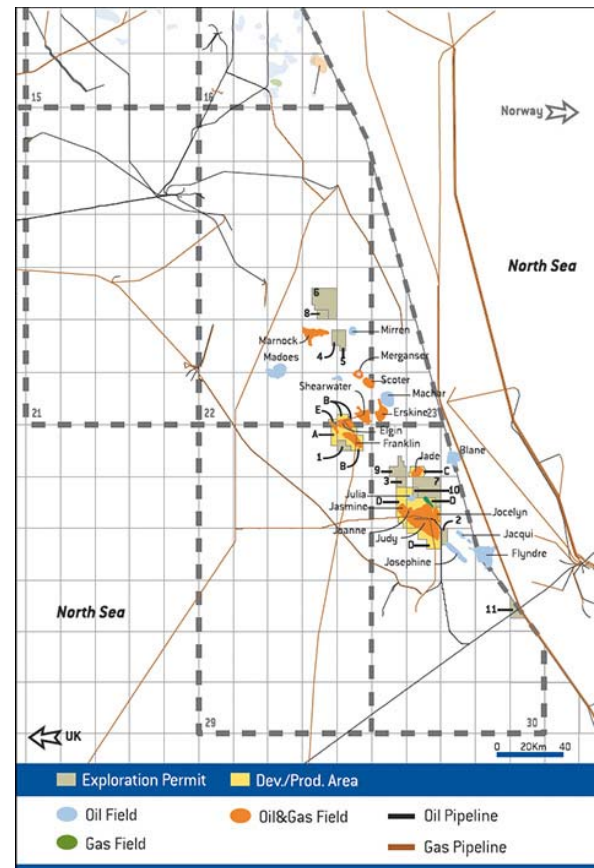 15
16
Norway
North Sea
6
8
Marnock
Mirren
4
5
Madoes
Merganser
Scoter
Shearwater
Machar
B
E
Erskine23
21
22
Elgin
A
Franklin
1
B
Jade
Blane
9
C
3
7
10
Julia
D
D
Jasmine
Jocelyn
Joanne
2
Judy
Jacqui
D
Josephine
Flyndre
11
North Sea
UK
29
30
0 20Km 40
Exploration Permit
Dev./Prod. Area
Oil Field
Oil&Gas Field
Oil Pipeline
Gas Field
Gas Pipeline